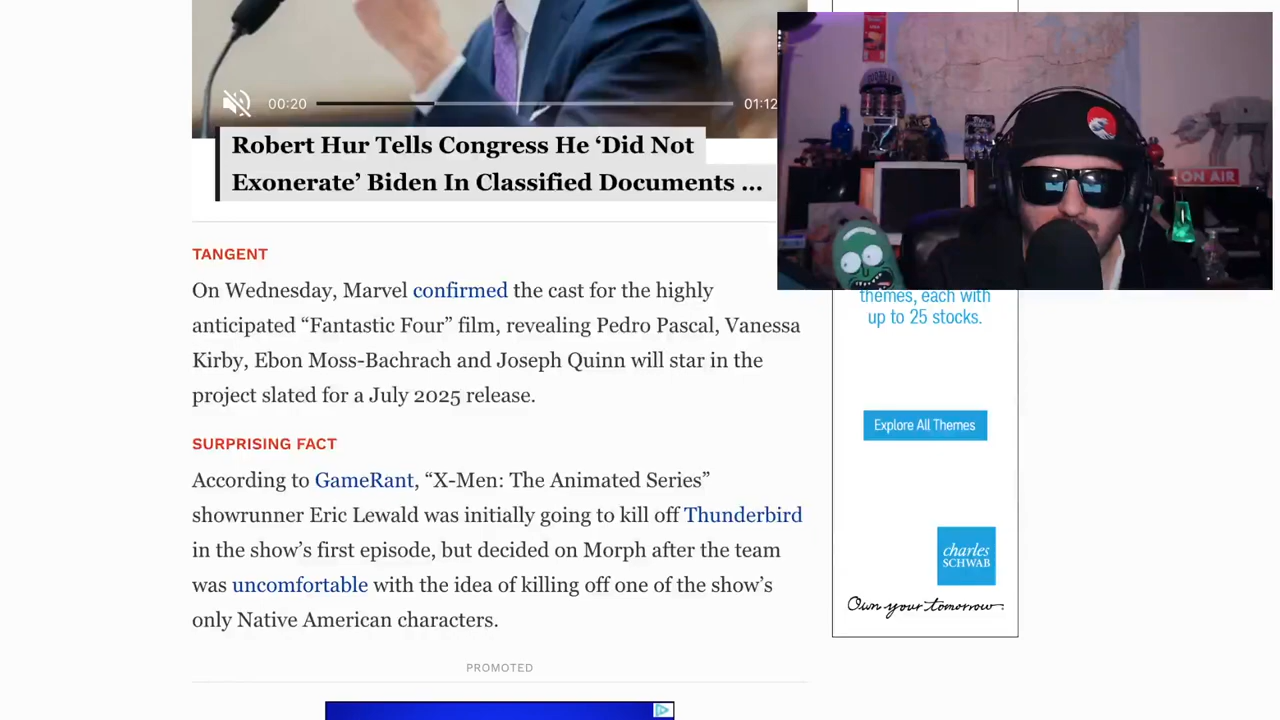 00:20
01:12
Robert Hur Tells Congress He ‘Did Not
Exonerate’ Biden In Classified Documents ...
ON AIR
TANGENT
On Wednesday, Marvel confirmed the cast for the highly
anticipated “Fantastic Four” film, revealing Pedro Pascal, Vanessa
Kirby, Ebon Moss-Bachrach and Joseph Quinn will star in the
project slated for a July 2025 release.
SURPRISING FACT
According to GameRant, “X-Men: The Animated Series”
showrunner Eric Lewald was initially going to kill off Thunderbird
in the show’s first episode, but decided on Morph after the team
was uncomfortable with the idea of killing off one of the show’s
only Native American characters.
PROMOTED
themes, each with
up to 25 stocks.
Explore All Themes
charles
SCHWAB
Own your tomorrow.